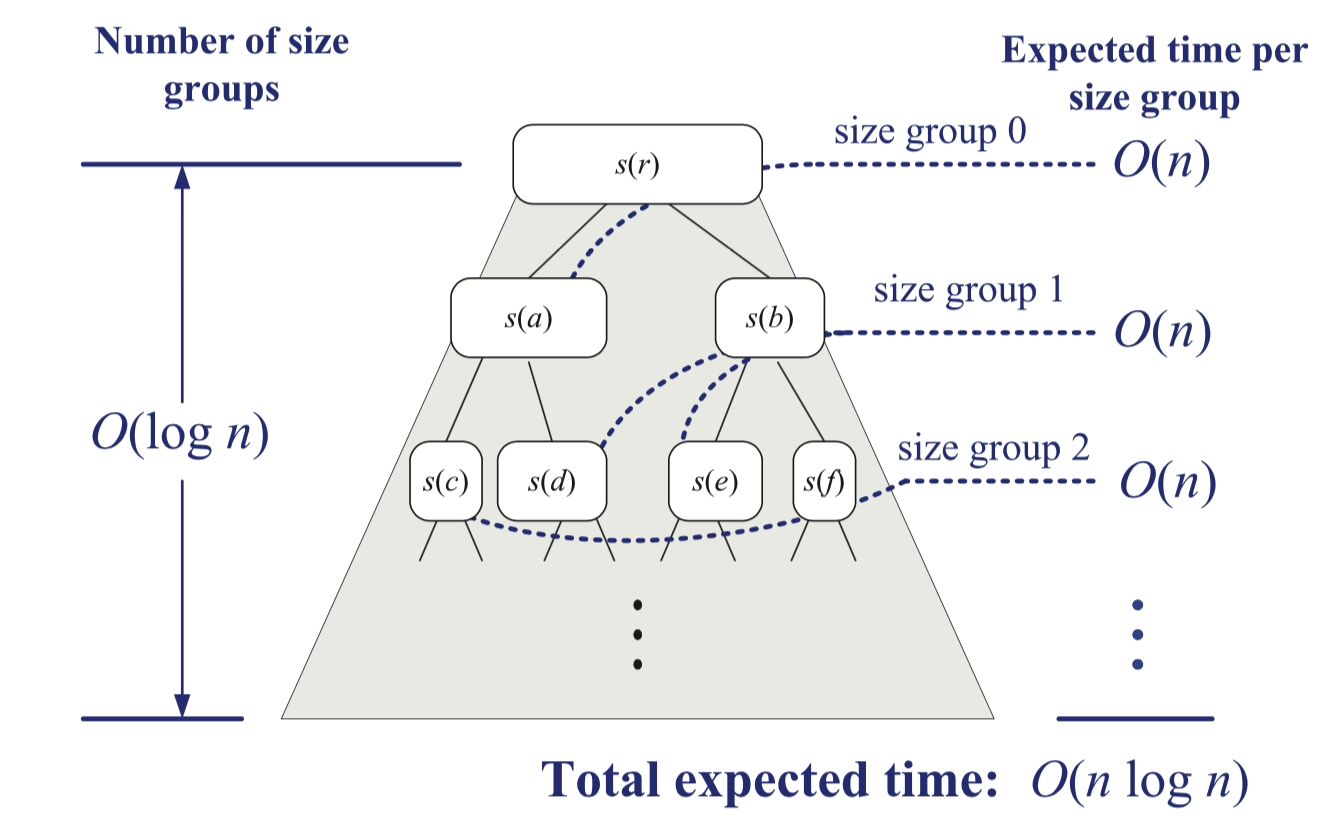 Number of size
groups
Expected time per
size group
size group 0
O(n)
s(r)
size group 1
O(n)
s(a)
s(b)
O(log n)
size group 2
O(n)
s(c)
s(d)
s(e)
s(f)
Total expected time: O(n log n)